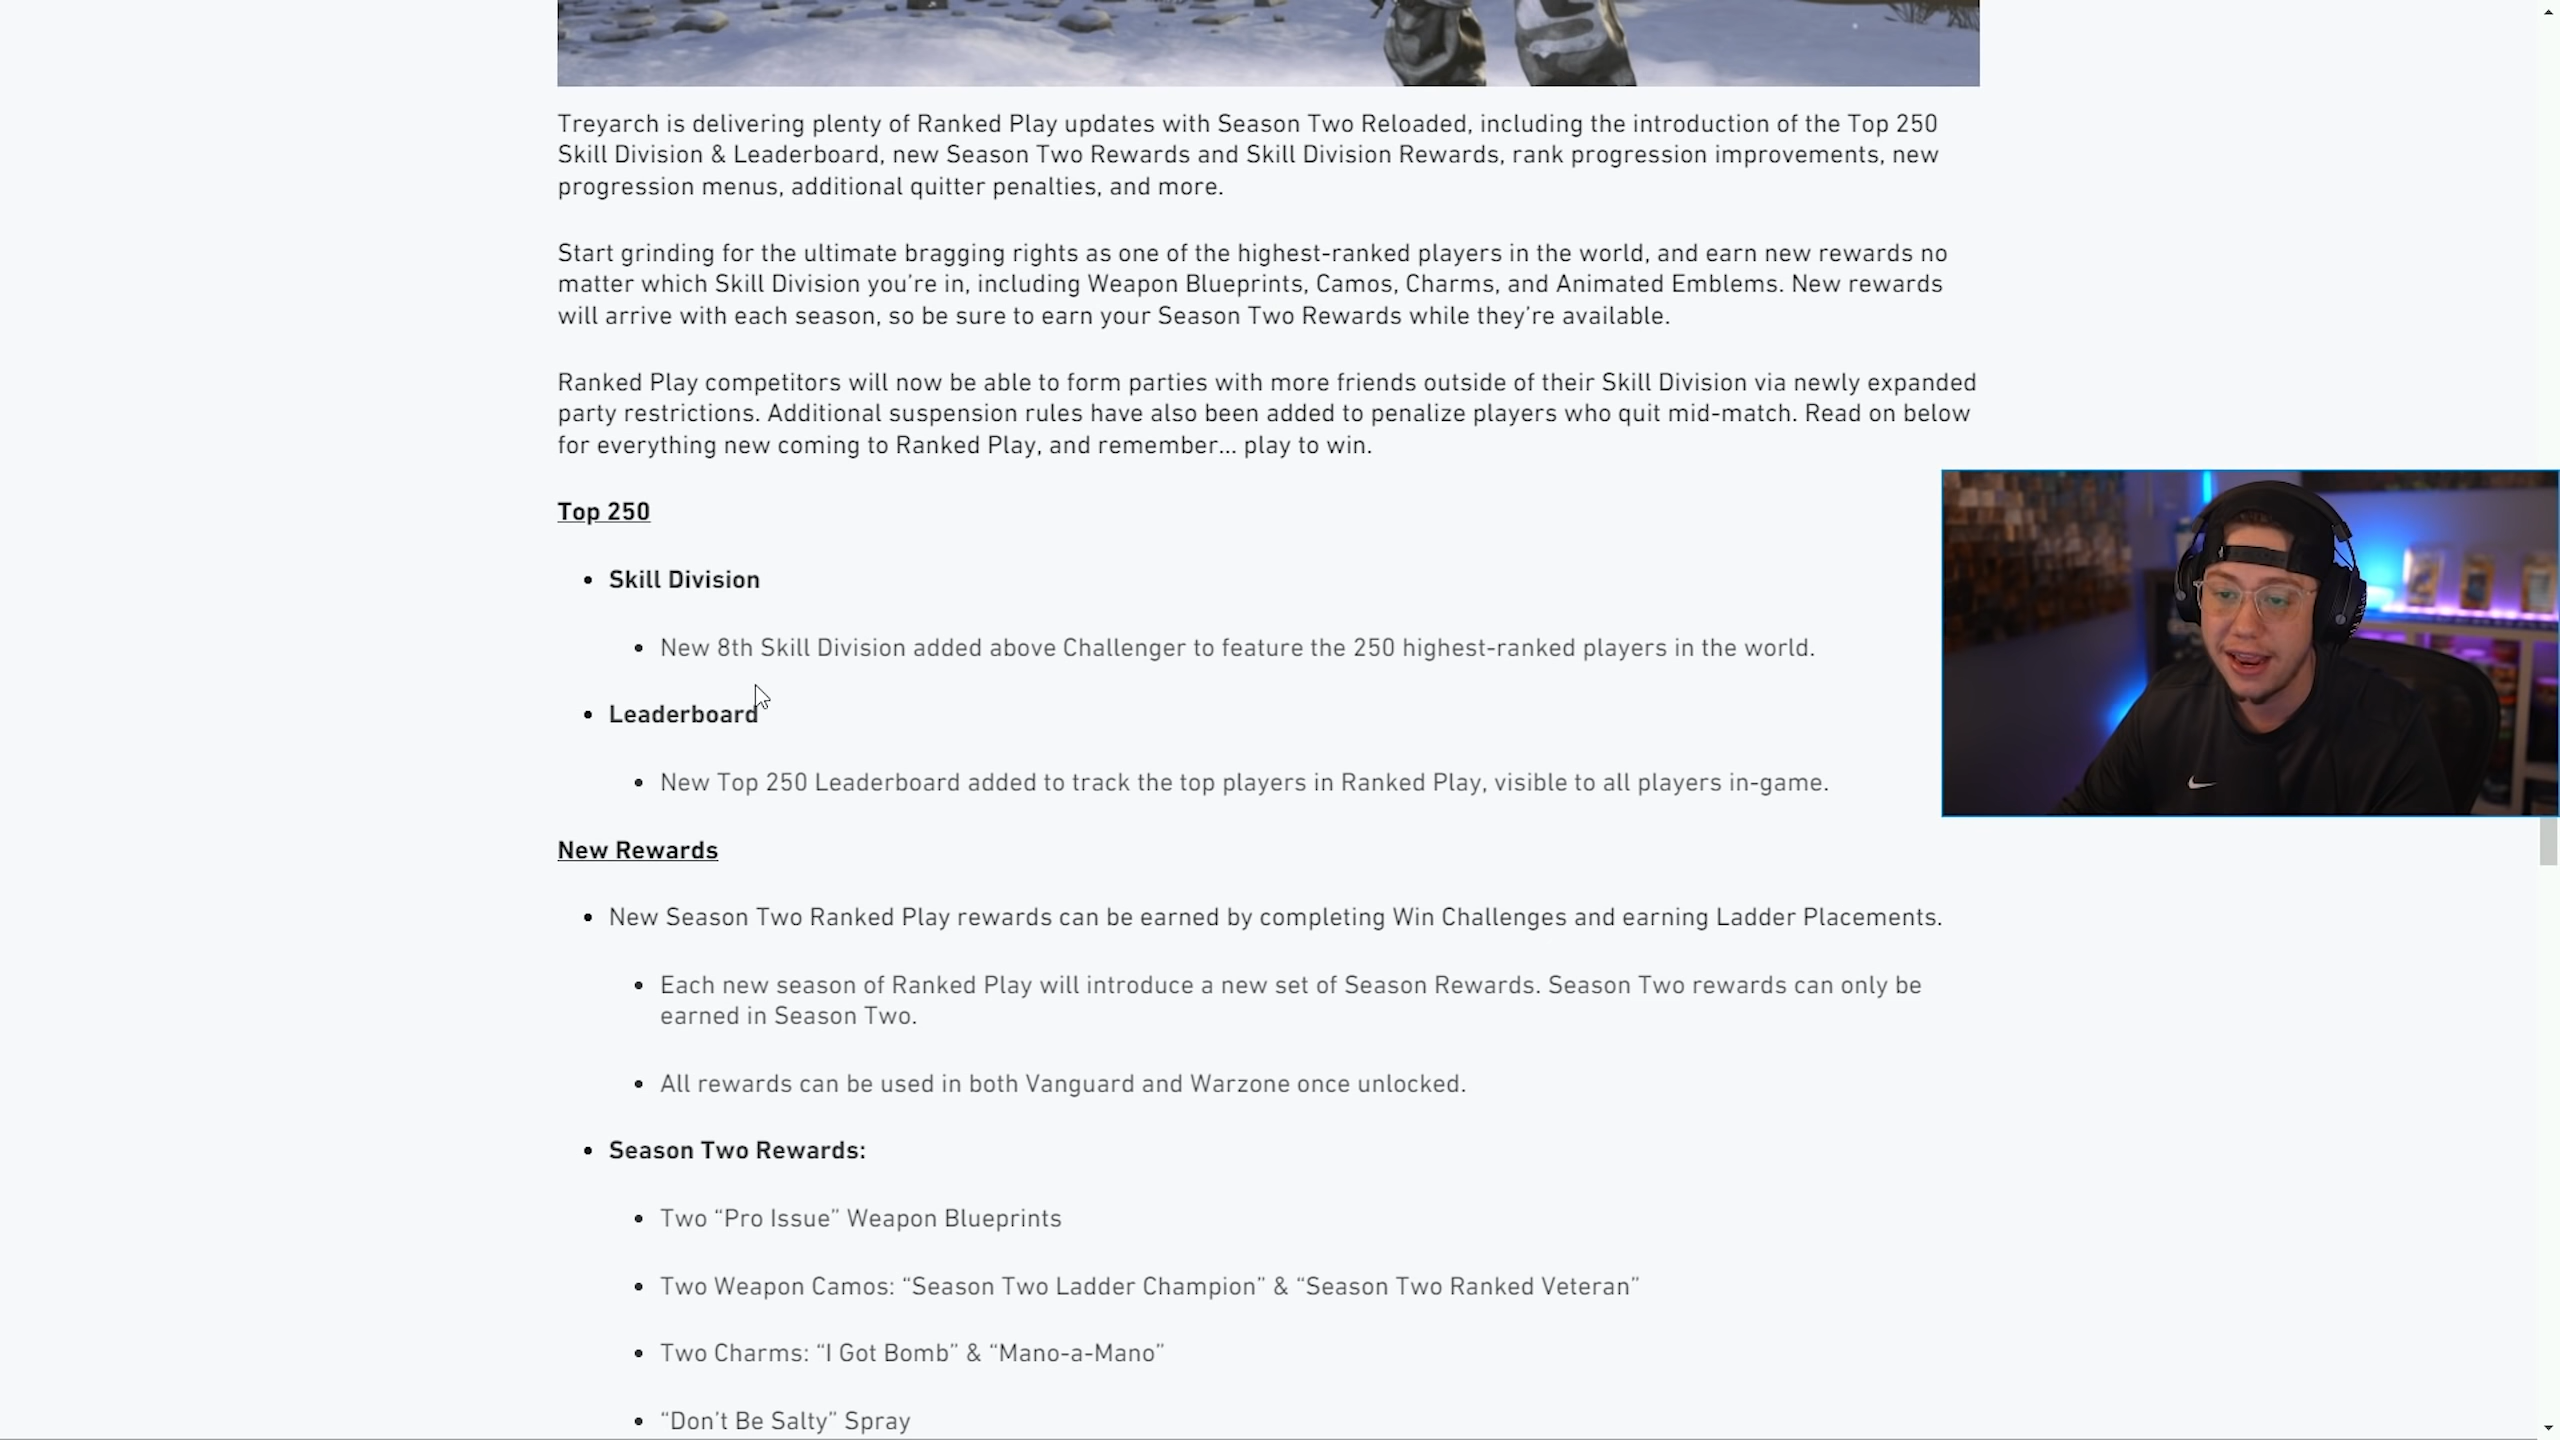 Treyarch is delivering plenty of Ranked Play updates with Season Two Reloaded, including the introduction of the Top 250
Skill Division & Leaderboard, new Season Two Rewards and Skill Division Rewards, rank progression improvements, new
progression menus, additional quitter penalties, and more.
Start grinding for the ultimate bragging rights as one of the highest-ranked players in the world, and earn new rewards no
matter which Skill Division you’re in, including Weapon Blueprints, Camos, Charms, and Animated Emblems. New rewards
will arrive with each season, so be sure to earn your Season Two Rewards while they’re available.
Ranked Play competitors will now be able to form parties with more friends outside of their Skill Division via newly expanded
party restrictions. Additional suspension rules have also been added to penalize players who quit mid-match. Read on below
for everything new coming to Ranked Play, and remember... play to win.
Top 250
• Skill Division
• New 8th Skill Division added above Challenger to feature the 250 highest-ranked players in the world.
• Leaderboard
• New Top 250 Leaderboard added to track the top players in Ranked Play, visible to all players in-game.
New Rewards
• New Season Two Ranked Play rewards can be earned by completing Win Challenges and earning Ladder Placements.
• Each new season of Ranked Play will introduce a new set of Season Rewards. Season Two rewards can only be
earned in Season Two.
• All rewards can be used in both Vanguard and Warzone once unlocked.
• Season Two Rewards:
• Two “Pro Issue” Weapon Blueprints
• Two Weapon Camos: “Season Two Ladder Champion” & “Season Two Ranked Veteran”
• Two Charms: “I Got Bomb” & “Mano-a-Mano”
• “Don’t Be Salty” Spray